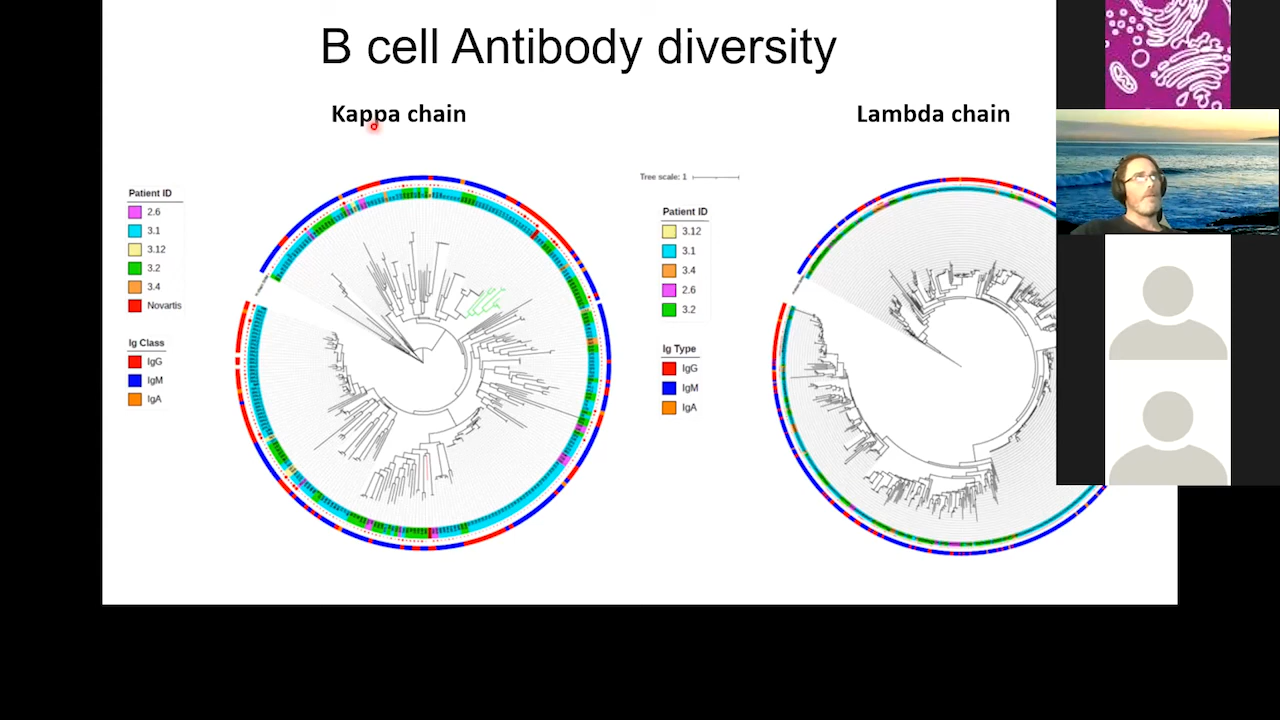 B cell Antibody diversity
Kappa chain
Lambda chain
Patient ID
2.6
3.1
3.12
3.2
3.4
Novartis
Ig Class
IgG
IgM
IgA
Tree scale: 1
Patient ID
3.12
3.1
3.4
2.6
3.2
Ig Type
IgG
IgM
IgA